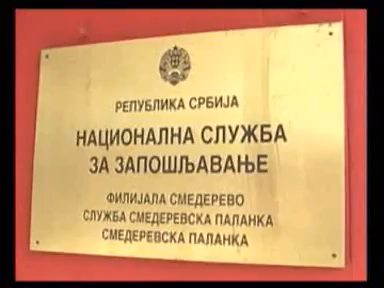 РЕПУБЛИКА СРБИЈА
НАЦИОНАЛНА СЛУЖБА
ЗА ЗАПОШЉАВАЊЕ
ФИЛИЈАЛА СМЕДЕРЕВО
СЛУЖБА СМЕДЕРЕВСКА ПАЛАНКА
СМЕДЕРЕВСКА ПАЛАНКА